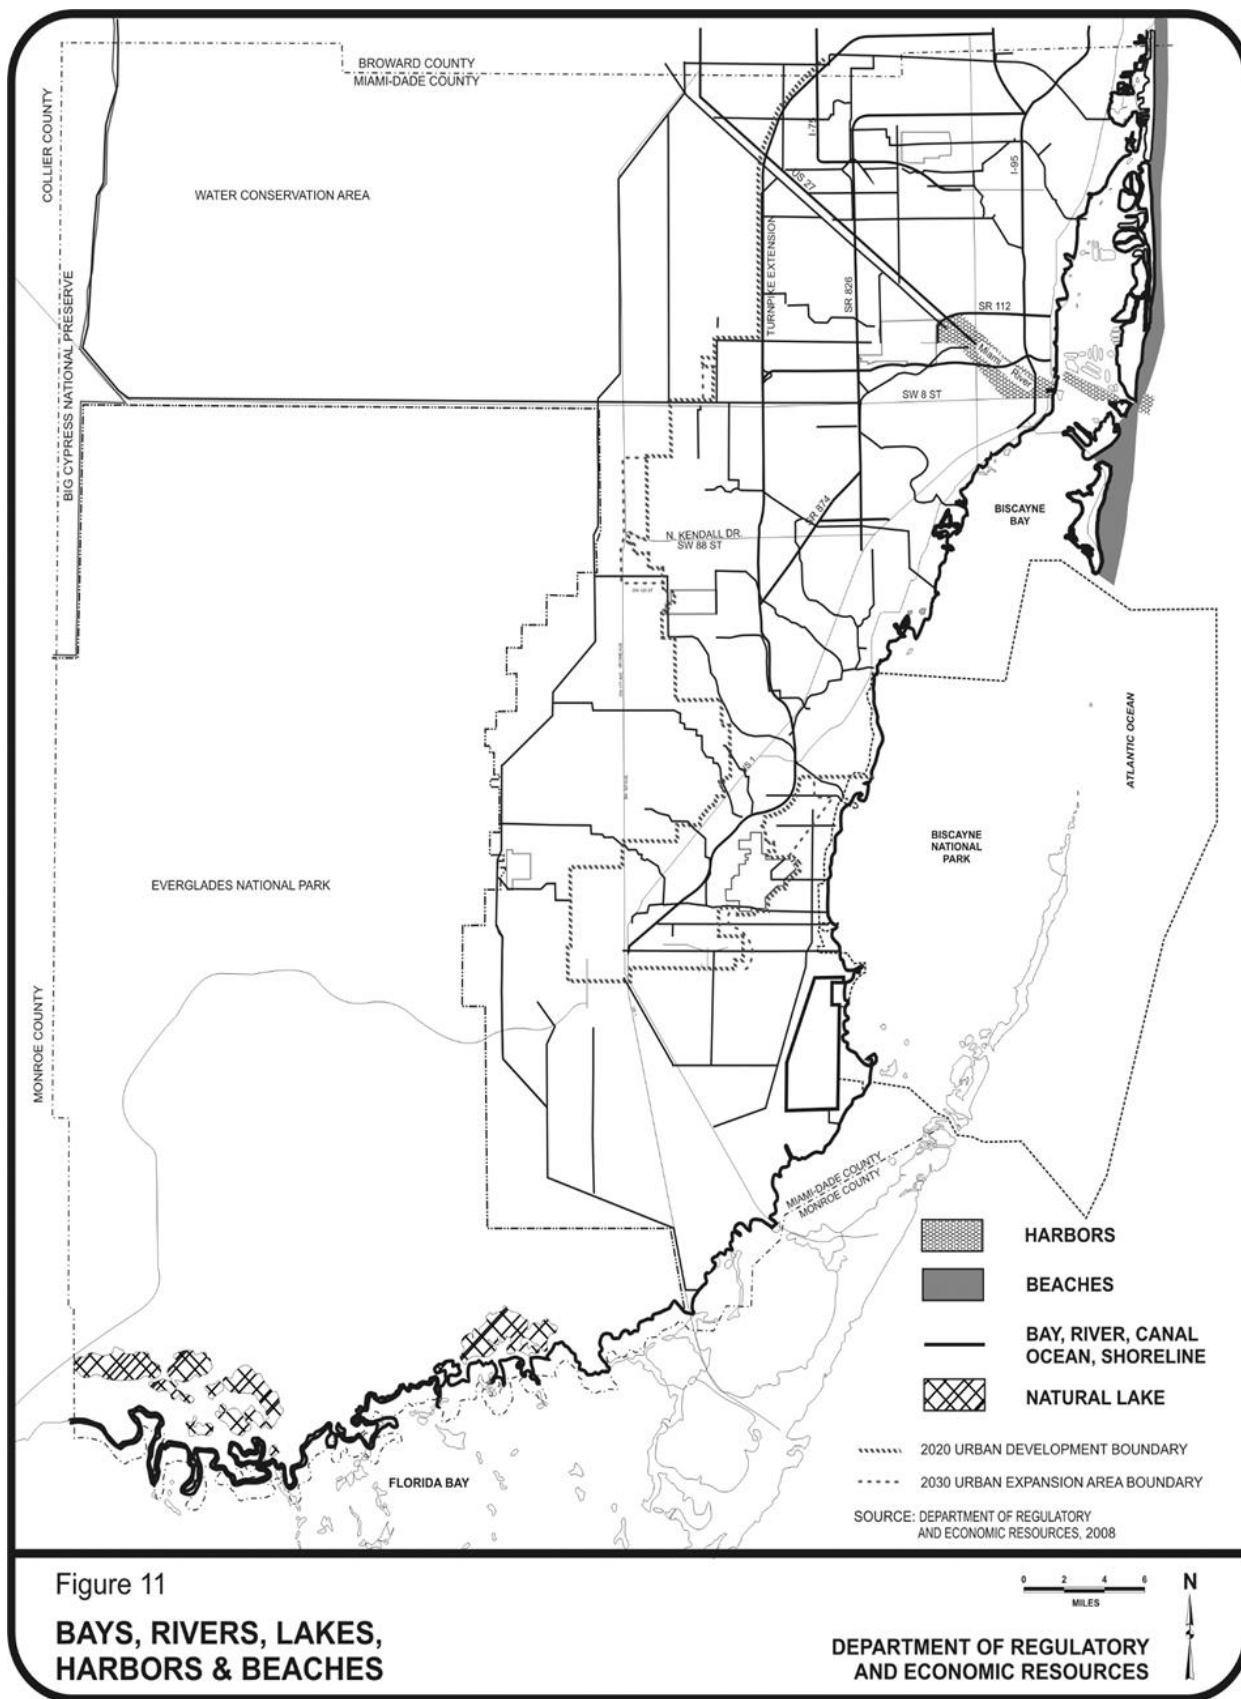 BROWARD COUNTY
MIAMI-DADE COUNTY
COLLIER COUNTY
WATER CONSERVATION AREA
BIG CYPRESS NATIONAL PRESERVE
I-75
I-95
US 27
TURNPIKE EXTENSION
SR 826
SR 112
Miami
River
SW 8 ST
SR 874
N. KENDALL DR.
SW 88 ST
BISCAYNE
BAY
ATLANTIC OCEAN
US 1
BISCAYNE
NATIONAL
PARK
EVERGLADES NATIONAL PARK
MONROE COUNTY
MIAMI-DADE COUNTY
MONROE COUNTY
FLORIDA BAY
HARBORS
BEACHES
BAY, RIVER, CANAL
OCEAN, SHORELINE
NATURAL LAKE
2020 URBAN DEVELOPMENT BOUNDARY
2030 URBAN EXPANSION AREA BOUNDARY
SOURCE: DEPARTMENT OF REGULATORY
AND ECONOMIC RESOURCES, 2008
Figure 11
BAYS, RIVERS, LAKES,
HARBORS & BEACHES
0 2 4 6
MILES
N
DEPARTMENT OF REGULATORY
AND ECONOMIC RESOURCES